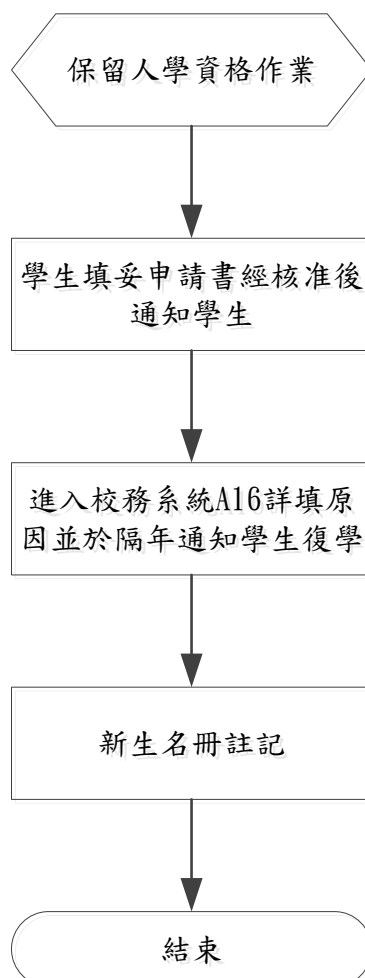 保留人學資格作業
學生填妥申請書經核准後
通知學生
進入校務系統A16詳填原
因並於隔年通知學生復學
新生名冊註記
結束